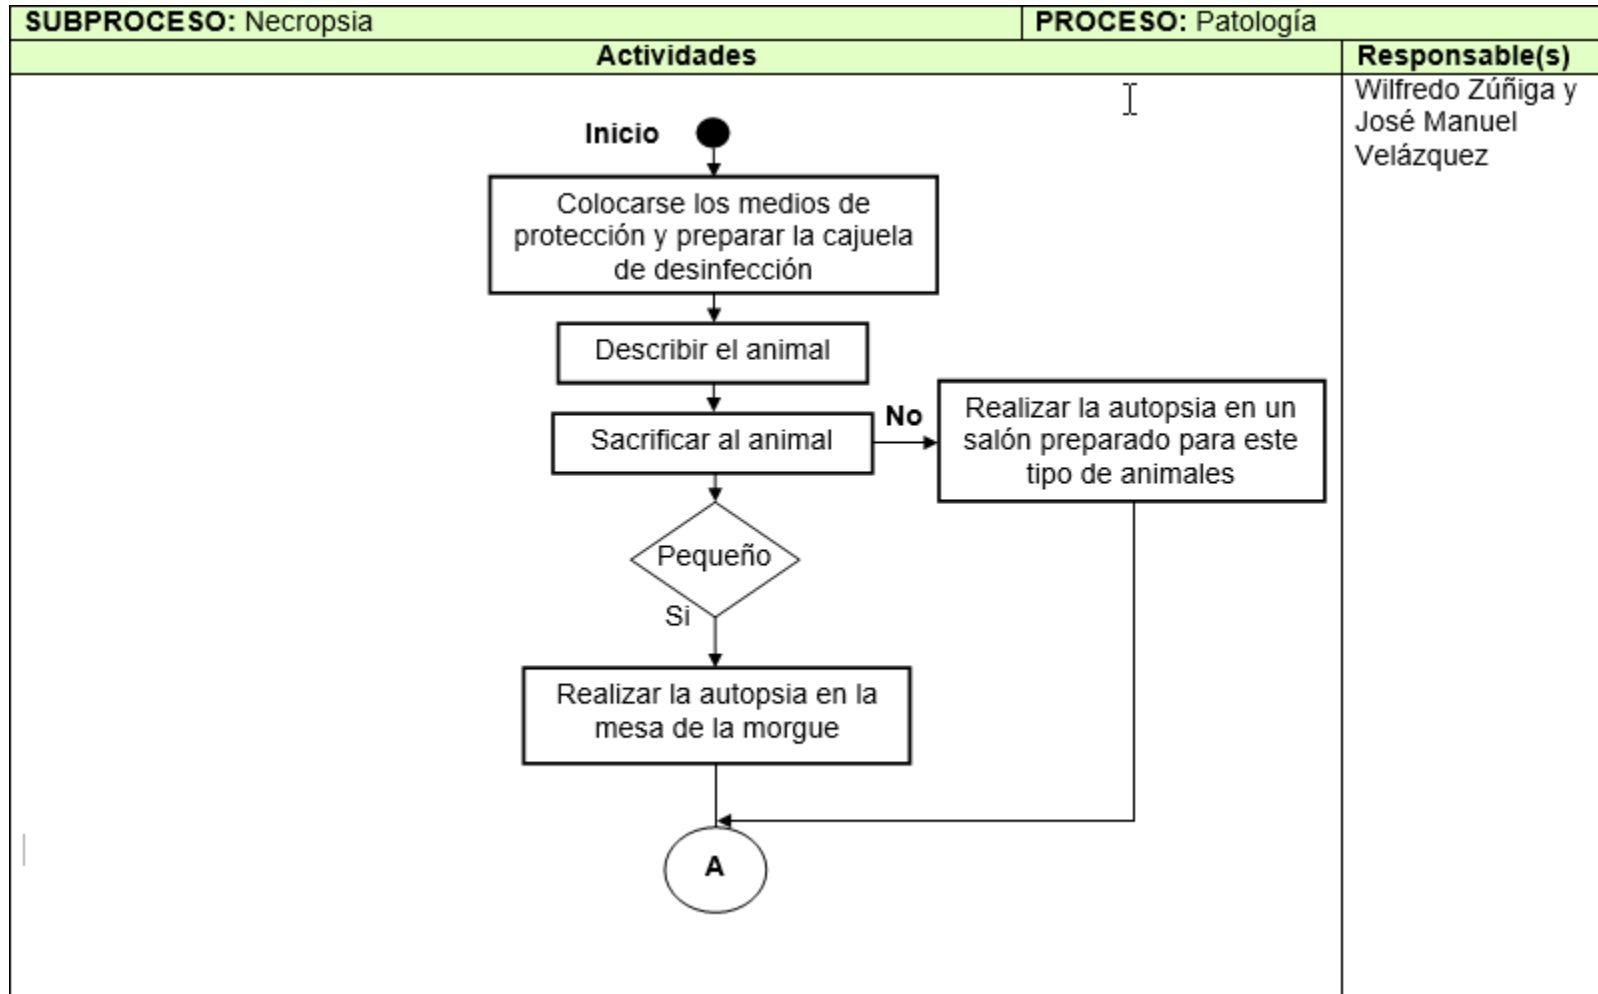 SUBPROCESO: Necropsia
PROCESO: Patología
Actividades
Responsable(s)
Wilfredo Zúñiga y
José Manuel
Velázquez
Inicio
Colocarse los medios de
protección y preparar la cajuela
de desinfección
Describir el animal
Sacrificar al animal
No
Realizar la autopsia en un
salón preparado para este
tipo de animales
Pequeño
Si
Realizar la autopsia en la
mesa de la morgue
A